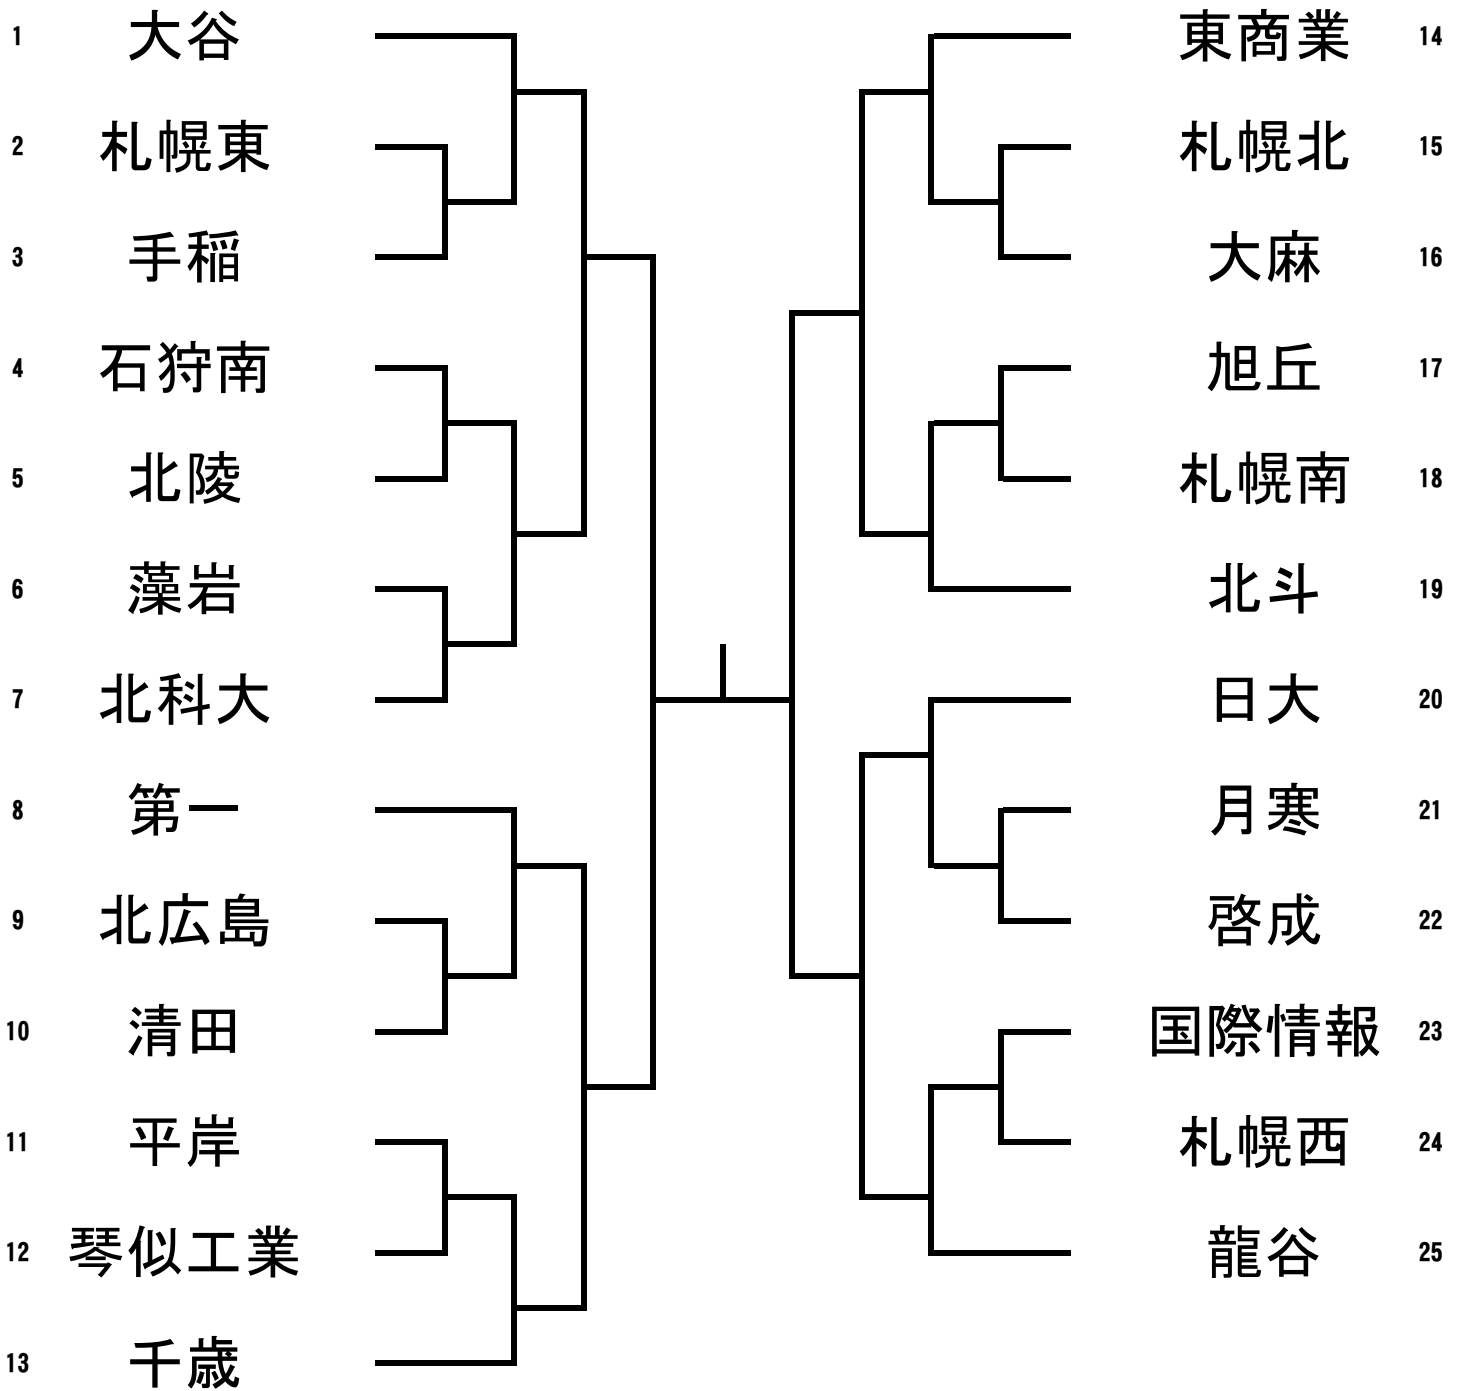 1 大谷
2 札幌東
3 手稲
4 石狩南
5 北陵
6 藻岩
7 北科大
8 第一
9 北広島
10 清田
11 平岸
12 琴似工業
13 千歳
東商業 14
札幌北 15
大麻 16
旭丘 17
札幌南 18
北斗 19
日大 20
月寒 21
啓成 22
国際情報 23
札幌西 24
龍谷 25